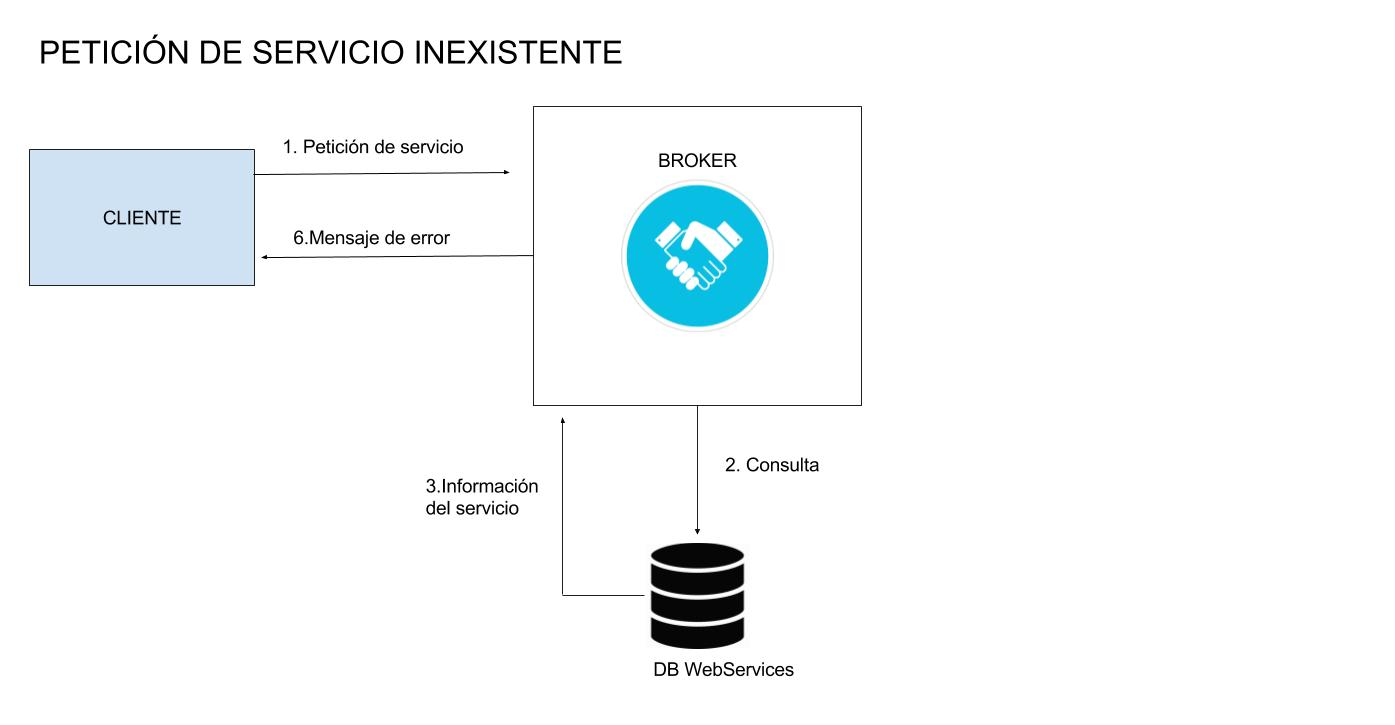 PETICIÓN DE SERVICIO INEXISTENTE
1. Petición de servicio
BROKER
CLIENTE
6.Mensaje de error
2. Consulta
3.Información
del servicio
DB WebServices